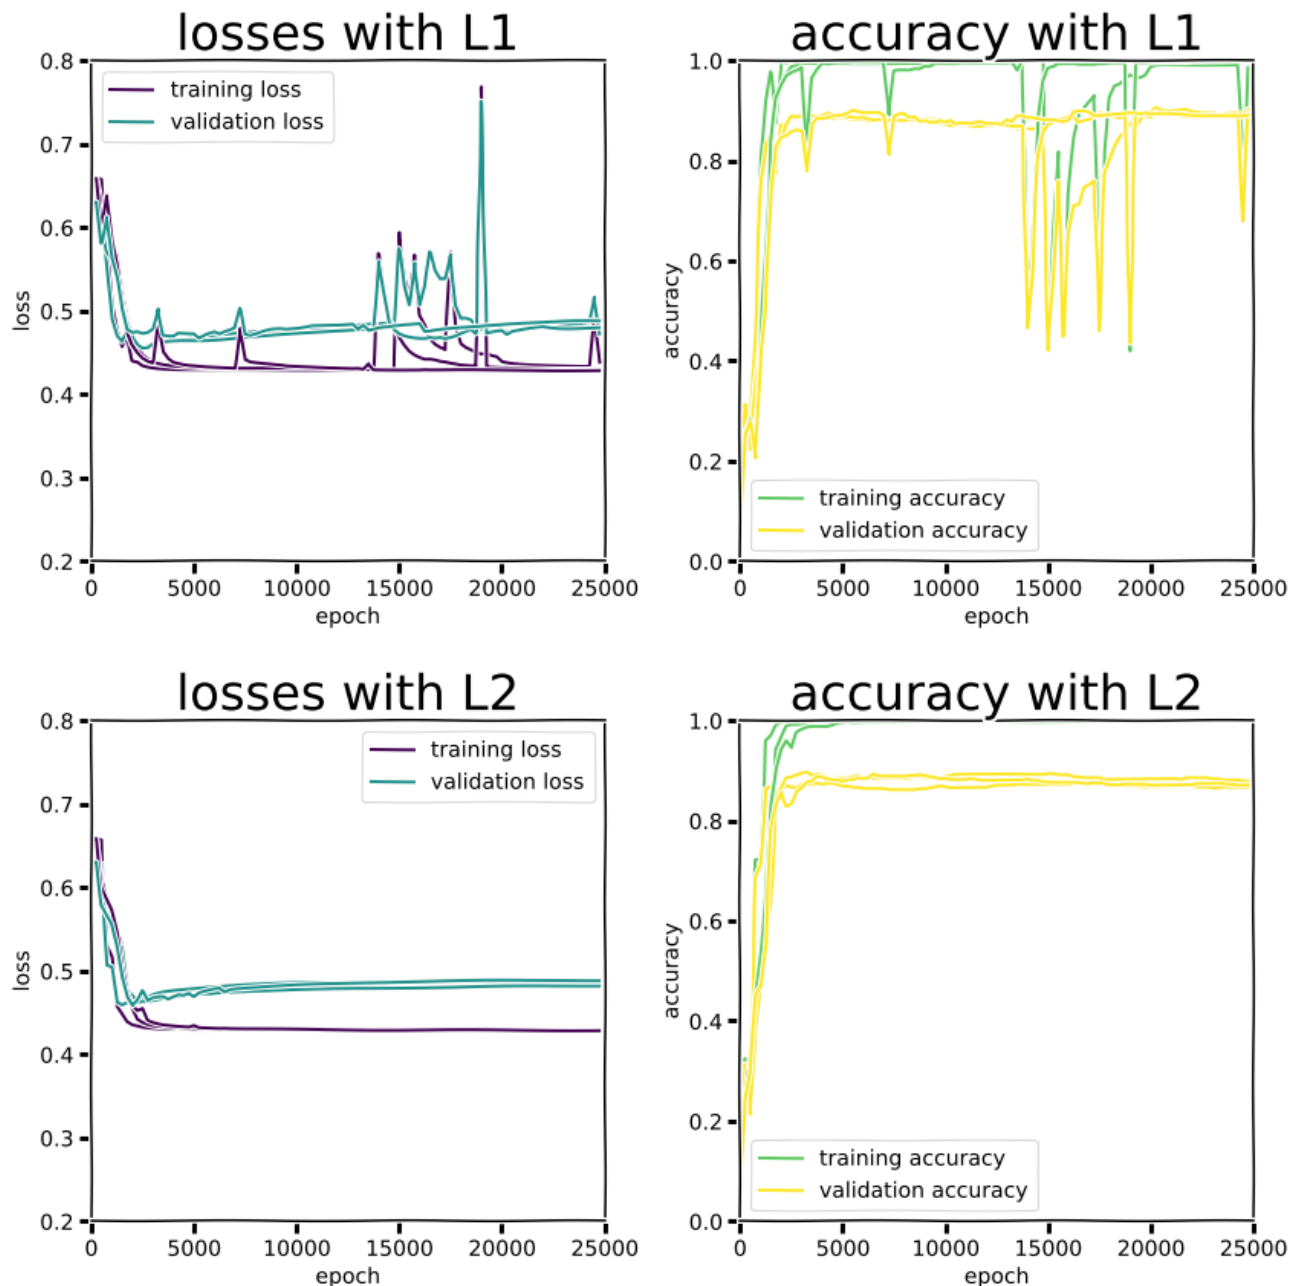 losses with L1
0.8
0.7
0.6
0.5
0.4
0.3
0.2
loss
training loss
validation loss
0 5000 10000 15000 20000 25000
epoch
accuracy with L1
1.0
0.8
0.6
0.4
0.2
0.0
accuracy
training accuracy
validation accuracy
0 5000 10000 15000 20000 25000
epoch
losses with L2
0.8
0.7
0.6
0.5
0.4
0.3
0.2
loss
training loss
validation loss
0 5000 10000 15000 20000 25000
epoch
accuracy with L2
1.0
0.8
0.6
0.4
0.2
0.0
accuracy
training accuracy
validation accuracy
0 5000 10000 15000 20000 25000
epoch